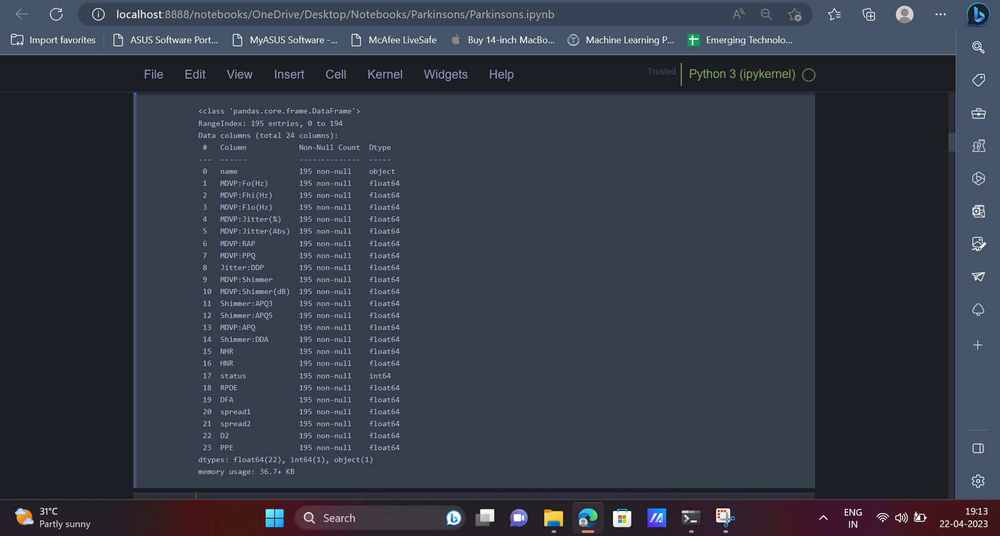 localhost:8888/notebooks/OneDrive/Desktop/Notebooks/Parkinsons/Parkinsons.ipynb
Import favorites ASUS Software Port... MyASUS Software -... McAfee LiveSafe Buy 14-inch MacBo... Machine Learning P... Emerging Technolo...
File Edit View Insert Cell Kernel Widgets Help Trusted Python 3 (ipykernel)
<class 'pandas.core.frame.DataFrame'>
RangeIndex: 195 entries, 0 to 194
Data columns (total 24 columns):
 #   Column            Non-Null Count  Dtype
---  ------            --------------  -----
 0   name              195 non-null    object
 1   MDVP:Fo(Hz)       195 non-null    float64
 2   MDVP:Fhi(Hz)      195 non-null    float64
 3   MDVP:Flo(Hz)      195 non-null    float64
 4   MDVP:Jitter(%)    195 non-null    float64
 5   MDVP:Jitter(Abs)  195 non-null    float64
 6   MDVP:RAP          195 non-null    float64
 7   MDVP:PPQ          195 non-null    float64
 8   Jitter:DDP        195 non-null    float64
 9   MDVP:Shimmer      195 non-null    float64
 10  MDVP:Shimmer(dB)  195 non-null    float64
 11  Shimmer:APQ3      195 non-null    float64
 12  Shimmer:APQ5      195 non-null    float64
 13  MDVP:APQ          195 non-null    float64
 14  Shimmer:DDA       195 non-null    float64
 15  NHR               195 non-null    float64
 16  HNR               195 non-null    float64
 17  status            195 non-null    int64
 18  RPDE              195 non-null    float64
 19  DFA               195 non-null    float64
 20  spread1           195 non-null    float64
 21  spread2           195 non-null    float64
 22  D2                195 non-null    float64
 23  PPE               195 non-null    float64
dtypes: float64(22), int64(1), object(1)
memory usage: 36.7+ KB
31°C
Partly sunny
Search
ENG
IN
19:13
22-04-2023